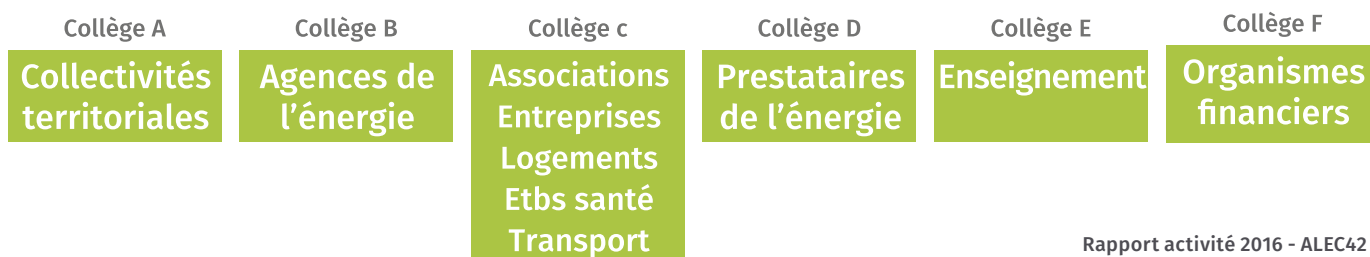 Collège A
Collectivités
territoriales
Collège B
Agences de
l’énergie
Collège c
Associations
Entreprises
Logements
Etbs santé
Transport
Collège D
Prestataires
de l’énergie
Collège E
Enseignement
Collège F
Organismes
financiers
Rapport activité 2016 - ALEC42